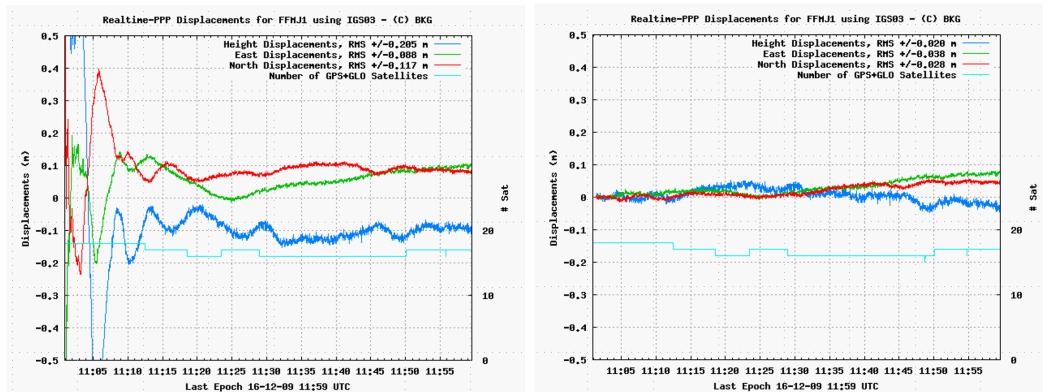 Realtime-PPP Displacements for FFMJ1 using IGS03 - (C) BKG
Height Displacements, RMS +/-0.205 m
East Displacements, RMS +/-0.088 m
North Displacements, RMS +/-0.117 m
Number of GPS+GLO Satellites
Displacements (m)
0.5
0.4
0.3
0.2
0.1
0
-0.1
-0.2
-0.3
-0.4
-0.5
# Sat
20
10
0
11:05 11:10 11:15 11:20 11:25 11:30 11:35 11:40 11:45 11:50 11:55
Last Epoch 16-12-09 11:59 UTC
Realtime-PPP Displacements for FFMJ1 using IGS03 - (C) BKG
Height Displacements, RMS +/-0.020 m
East Displacements, RMS +/-0.038 m
North Displacements, RMS +/-0.028 m
Number of GPS+GLO Satellites
Displacements (m)
0.5
0.4
0.3
0.2
0.1
0
-0.1
-0.2
-0.3
-0.4
-0.5
# Sat
20
10
0
11:05 11:10 11:15 11:20 11:25 11:30 11:35 11:40 11:45 11:50 11:55
Last Epoch 16-12-09 11:59 UTC